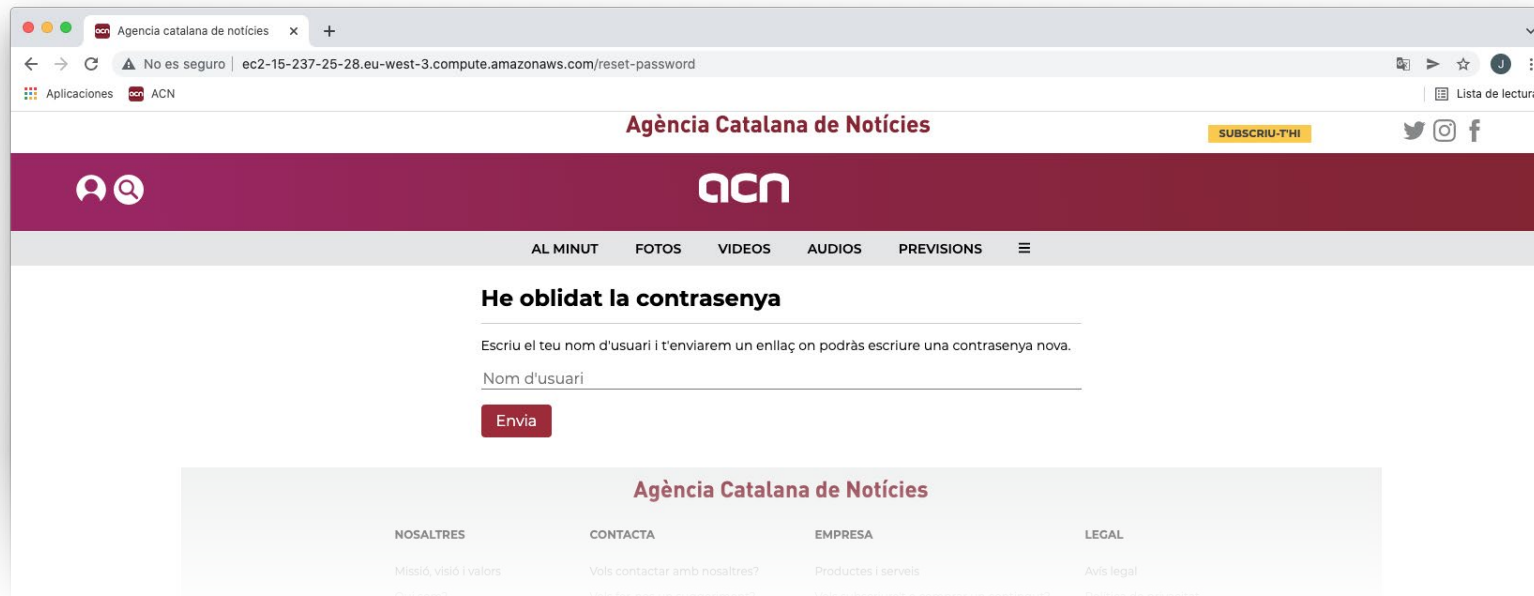 acn Agencia catalana de notícies
No es seguro ec2-15-237-25-28.eu-west-3.compute.amazonaws.com/reset-password J
Aplicaciones acn ACN Lista de lectura
Agència Catalana de Notícies SUBSCRIU-T'HI
acn
AL MINUT FOTOS VIDEOS AUDIOS PREVISIONS
He oblidat la contrasenya
Escriu el teu nom d'usuari i t'enviarem un enllaç on podràs escriure una contrasenya nova.
Nom d'usuari
Envia
Agència Catalana de Notícies
NOSALTRES CONTACTA EMPRESA LEGAL
Missió, visió i valors Vols contactar amb nosaltres? Productes i serveis Avís legal